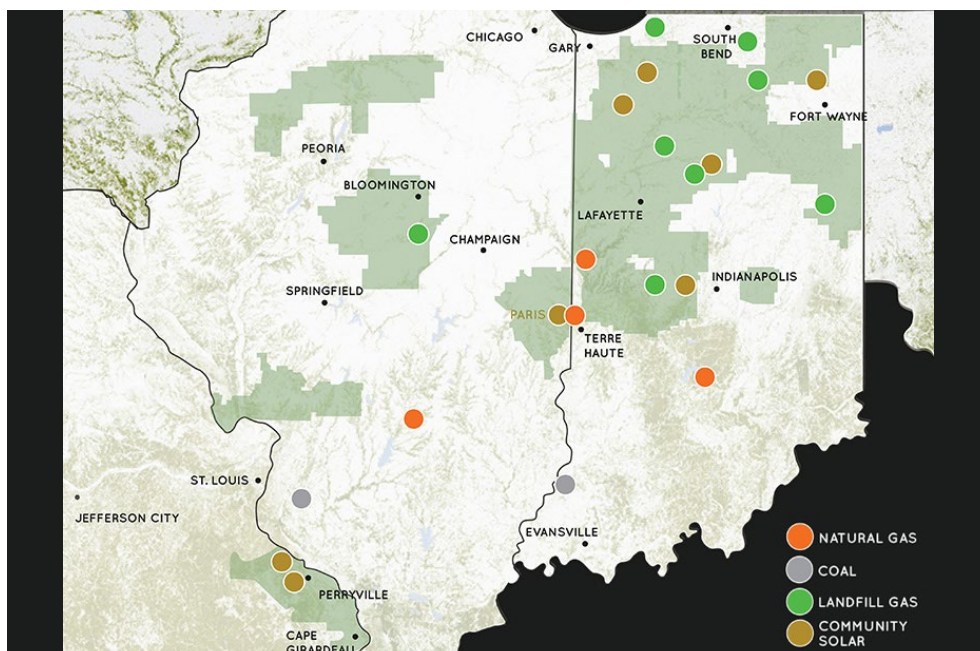 CHICAGO
GARY
SOUTH
BEND
FORT WAYNE
PEORIA
BLOOMINGTON
LAFAYETTE
CHAMPAIGN
SPRINGFIELD
INDIANAPOLIS
PARIS
TERRE
HAUTE
ST. LOUIS
JEFFERSON CITY
EVANSVILLE
PERRYVILLE
CAPE
GIRARDEAU
NATURAL GAS
COAL
LANDFILL GAS
COMMUNITY
SOLAR